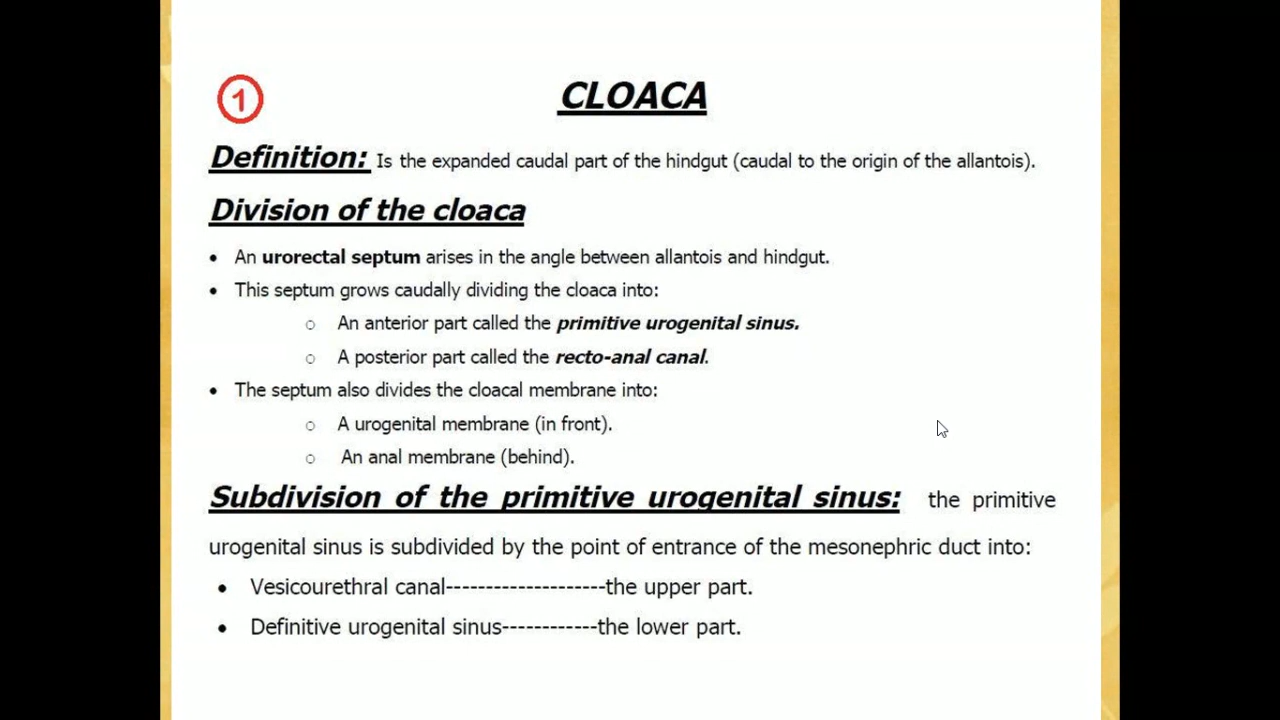 1
CLOACA
Definition: Is the expanded caudal part of the hindgut (caudal to the origin of the allantois).
Division of the cloaca
• An urorectal septum arises in the angle between allantois and hindgut.
• This septum grows caudally dividing the cloaca into:
○ An anterior part called the primitive urogenital sinus.
○ A posterior part called the recto-anal canal.
• The septum also divides the cloacal membrane into:
○ A urogenital membrane (in front).
○ An anal membrane (behind).
Subdivision of the primitive urogenital sinus: the primitive
urogenital sinus is subdivided by the point of entrance of the mesonephric duct into:
• Vesicourethral canal--------------------the upper part.
• Definitive urogenital sinus------------the lower part.